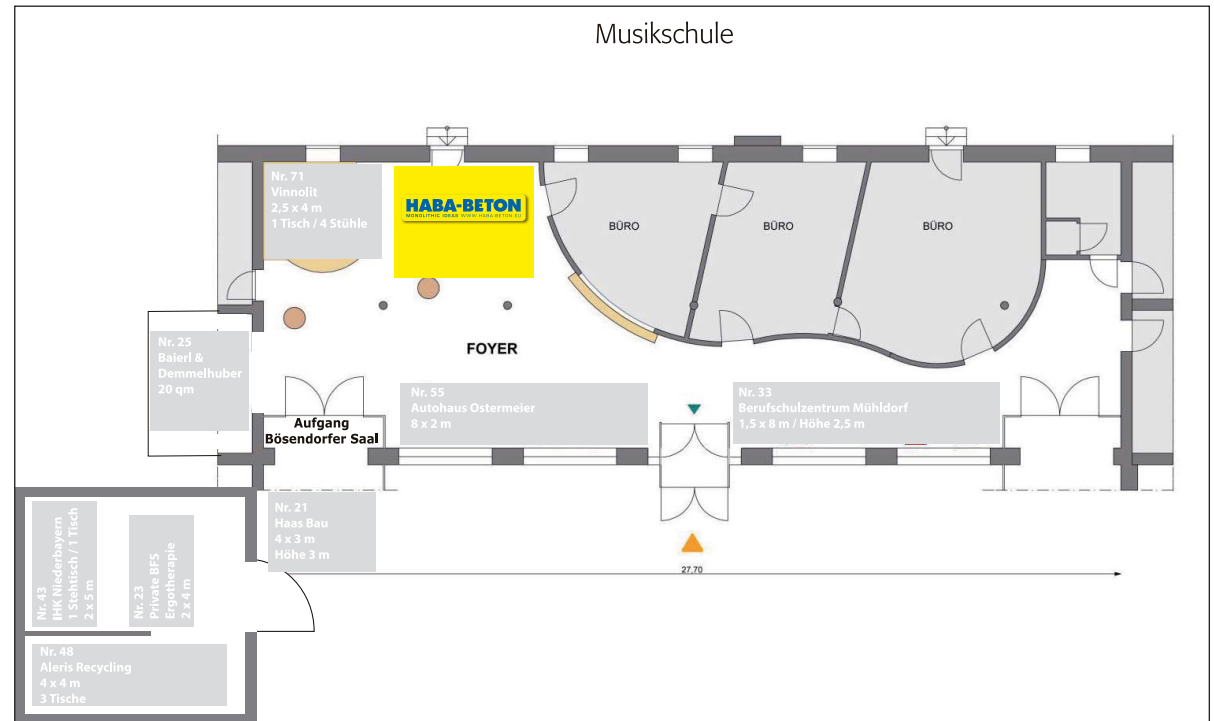 Musikschule
Nr. 71
Vinnolit
2,5 x 4 m
1 Tisch / 4 Stühle
HABA-BETON
MONOLITHIC IDEAS WWW.HABA-BETON.EU
BÜRO
BÜRO
BÜRO
Nr. 25
Baierl &
Demmelhuber
20 qm
FOYER
Nr. 55
Autohaus Ostermeier
8 x 2 m
Nr. 33
Berufschulzentrum Mühldorf
1,5 x 8 m / Höhe 2,5 m
Aufgang
Bösendorfer Saal
Nr. 21
Haas Bau
4 x 3 m
Höhe 3 m
27.70
Nr. 43
IHK Niederbayern
1 Stehtisch / 1 Tisch
2 x 5 m
Nr. 23
Private BFS
Ergotherapie
2 x 4 m
Nr. 48
Aleris Recycling
4 x 4 m
3 Tische